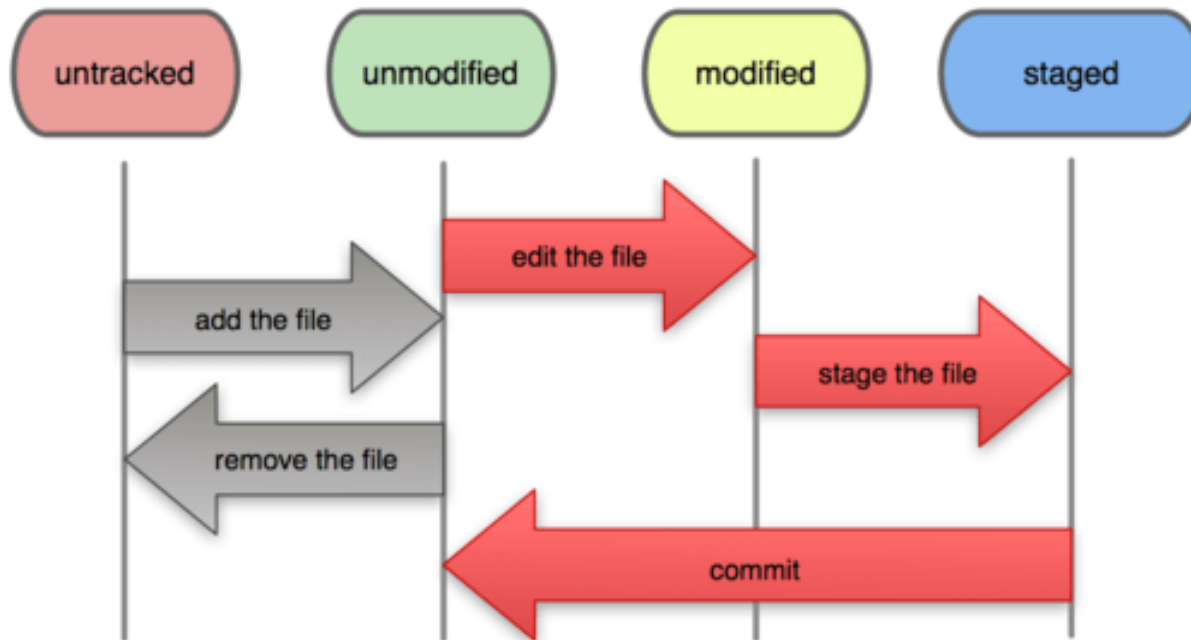 untracked
unmodified
modified
staged
edit the file
add the file
stage the file
remove the file
commit